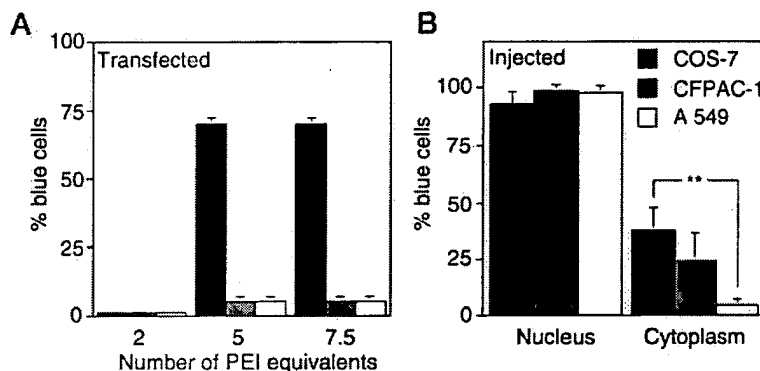 A
Transfected
100
75
50
25
0
% blue cells
2 5 7.5
Number of PEI equivalents
B
Injected
COS-7
CFPAC-1
A 549
100
75
50
25
0
% blue cells
**
Nucleus Cytoplasm